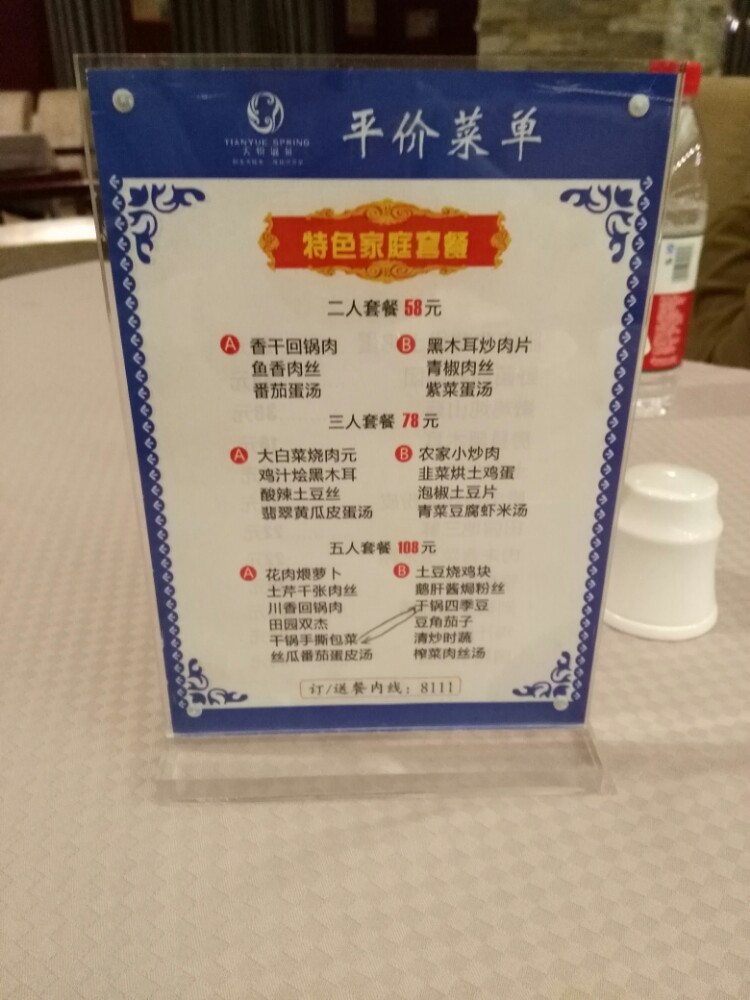 TIANYUE SPRING
平价菜单
特色家庭套餐
二人套餐 58元
A 香干回锅肉
鱼香肉丝
番茄蛋汤
B 黑木耳炒肉片
青椒肉丝
紫菜蛋汤
三人套餐 78元
A 大白菜烧肉元
鸡汁烩黑木耳
酸辣土豆丝
翡翠黄瓜皮蛋汤
B 农家小炒肉
韭菜烘土鸡蛋
泡椒土豆片
青菜豆腐虾米汤
五人套餐 108元
A 花肉煨萝卜
土芹干张肉丝
川香回锅肉
田园双杰
干锅手撕包菜
丝瓜番茄蛋皮汤
B 土豆烧鸡块
鹅肝酱焗粉丝
干锅四季豆
豆角茄子
清炒时蔬
榨菜肉丝汤
订/送餐内线：8111